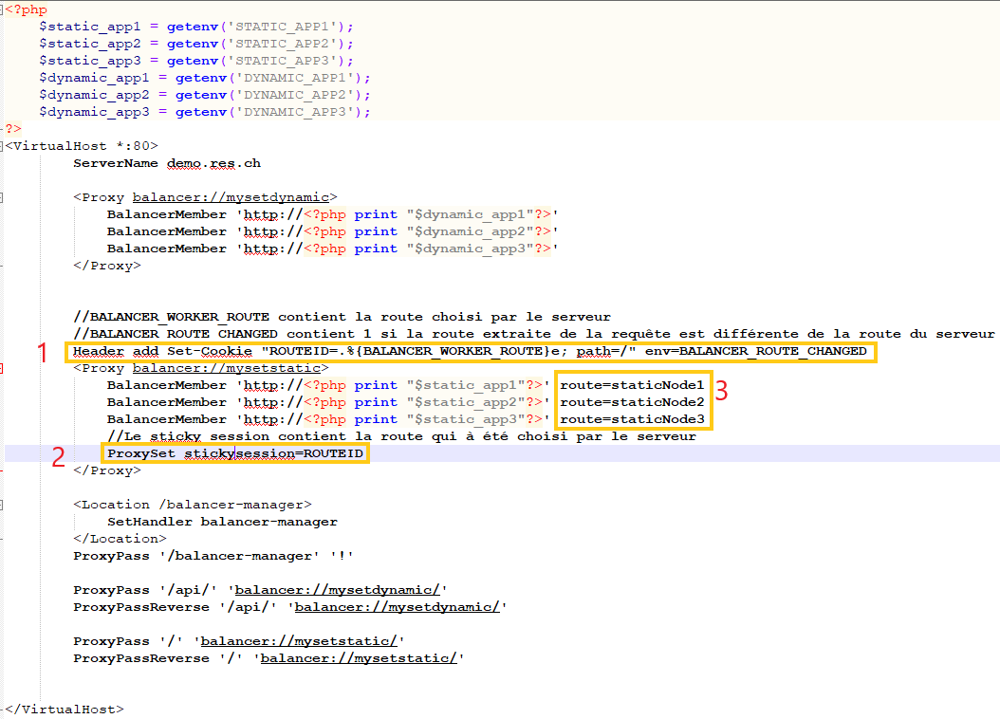 <?php
$static_app1 = getenv('STATIC_APP1');
$static_app2 = getenv('STATIC_APP2');
$static_app3 = getenv('STATIC_APP3');
$dynamic_app1 = getenv('DYNAMIC_APP1');
$dynamic_app2 = getenv('DYNAMIC_APP2');
$dynamic_app3 = getenv('DYNAMIC_APP3');
?>
<VirtualHost *:80>
ServerName demo.res.ch
<Proxy balancer://mysetdynamic>
BalancerMember 'http://<?php print "$dynamic_app1"?>'
BalancerMember 'http://<?php print "$dynamic_app2"?>'
BalancerMember 'http://<?php print "$dynamic_app3"?>'
</Proxy>
//BALANCER_WORKER_ROUTE contient la route choisi par le serveur
//BALANCER_ROUTE_CHANGED contient 1 si la route extraite de la requête est différente de la route du serveur
1 Header add Set-Cookie "ROUTEID=.%{BALANCER_WORKER_ROUTE}e; path=/" env=BALANCER_ROUTE_CHANGED
<Proxy balancer://mysetstatic>
BalancerMember 'http://<?php print "$static_app1"?>' route=staticNode1 3
BalancerMember 'http://<?php print "$static_app2"?>' route=staticNode2
BalancerMember 'http://<?php print "$static_app3"?>' route=staticNode3
//Le sticky session contient la route qui à été choisi par le serveur
2 ProxySet stickysession=ROUTEID
</Proxy>
<Location /balancer-manager>
SetHandler balancer-manager
</Location>
ProxyPass '/balancer-manager' '!'
ProxyPass '/api/' 'balancer://mysetdynamic/'
ProxyPassReverse '/api/' 'balancer://mysetdynamic/'
ProxyPass '/' 'balancer://mysetstatic/'
ProxyPassReverse '/' 'balancer://mysetstatic/'
</VirtualHost>